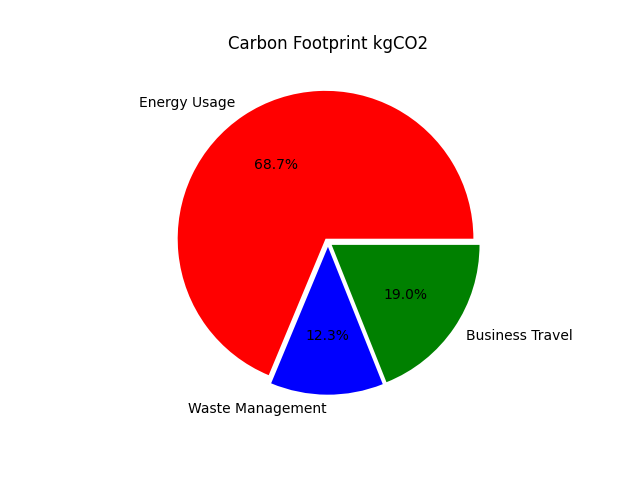 Carbon Footprint kgCO2
Energy Usage
68.7%
19.0%
12.3%
Business Travel
Waste Management